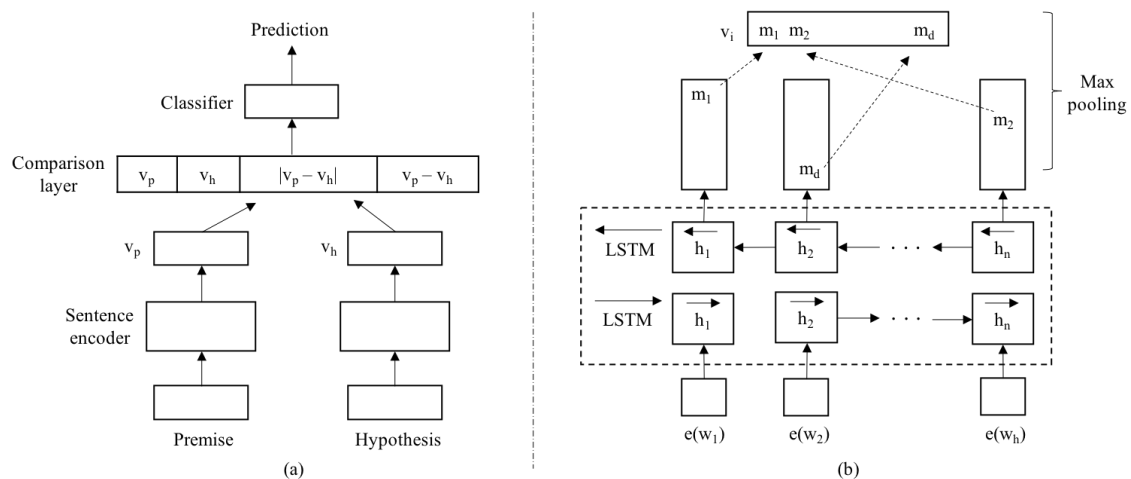 Prediction
Classifier
Comparison
layer
v_p v_h |v_p – v_h| v_p – v_h
v_p v_h
Sentence
encoder
Premise Hypothesis
(a)
v_i m_1 m_2 m_d
Max
pooling
m_1
m_2
m_d
LSTM h_1 h_2 · · · h_n
LSTM h_1 h_2 · · · h_n
e(w_1) e(w_2) e(w_h)
(b)